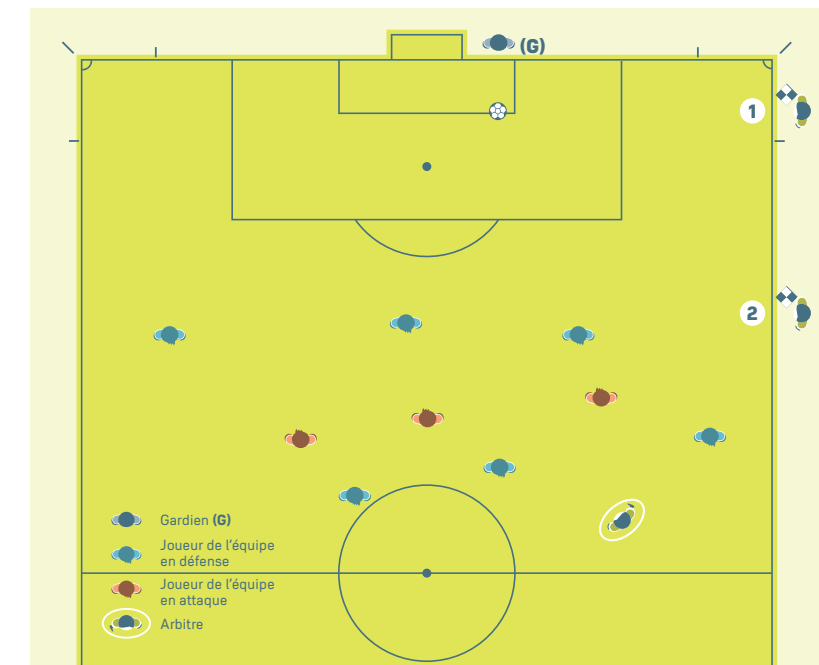 (G)
1
2
Gardien (G)
Joueur de l'équipe
en défense
Joueur de l'équipe
en attaque
Arbitre